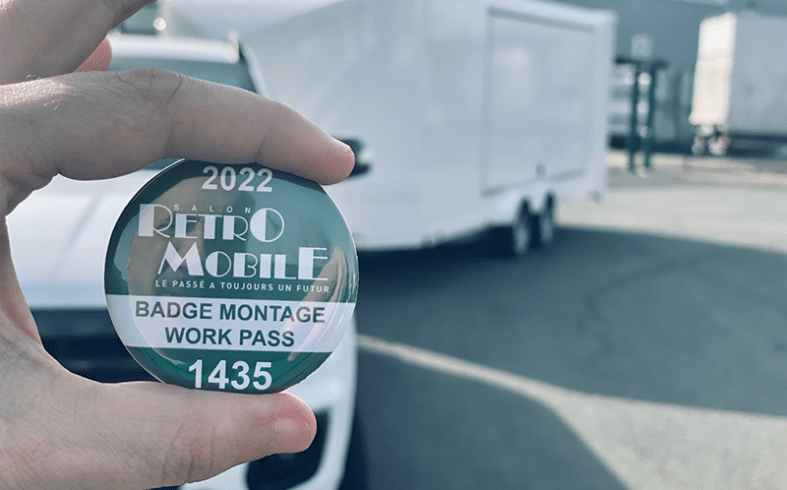 2022
SALON
RETRO
MOBILE
LE PASSÉ A TOUJOURS UN FUTUR
BADGE MONTAGE
WORK PASS
1435